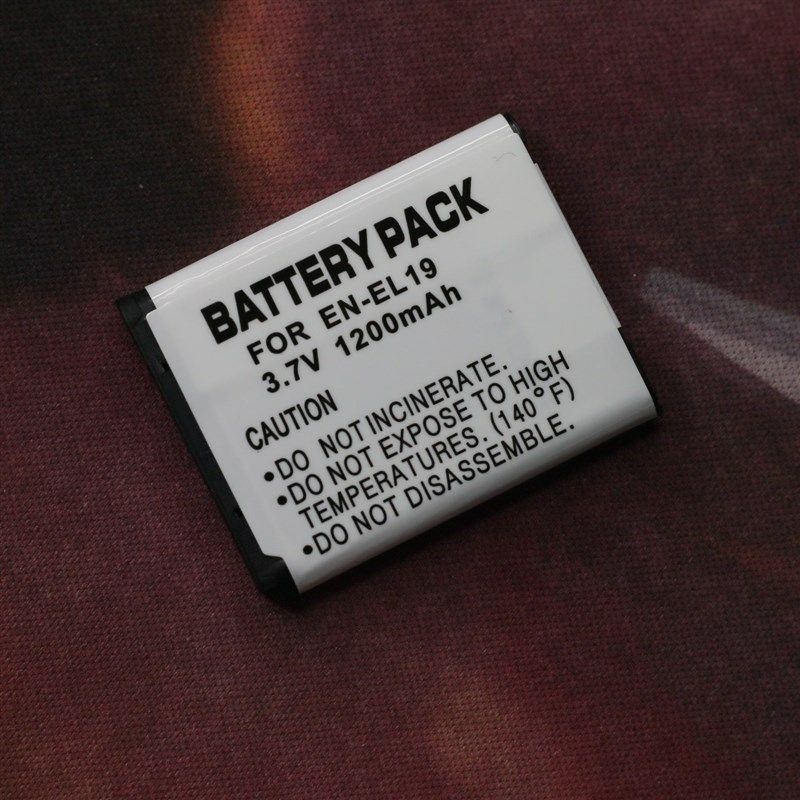 BATTERY PACK
FOR EN-EL19
3.7V 1200mAh
CAUTION
•DO NOT INCINERATE.
•DO NOT EXPOSE TO HIGH
TEMPERATURES. (140°F)
•DO NOT DISASSEMBLE.